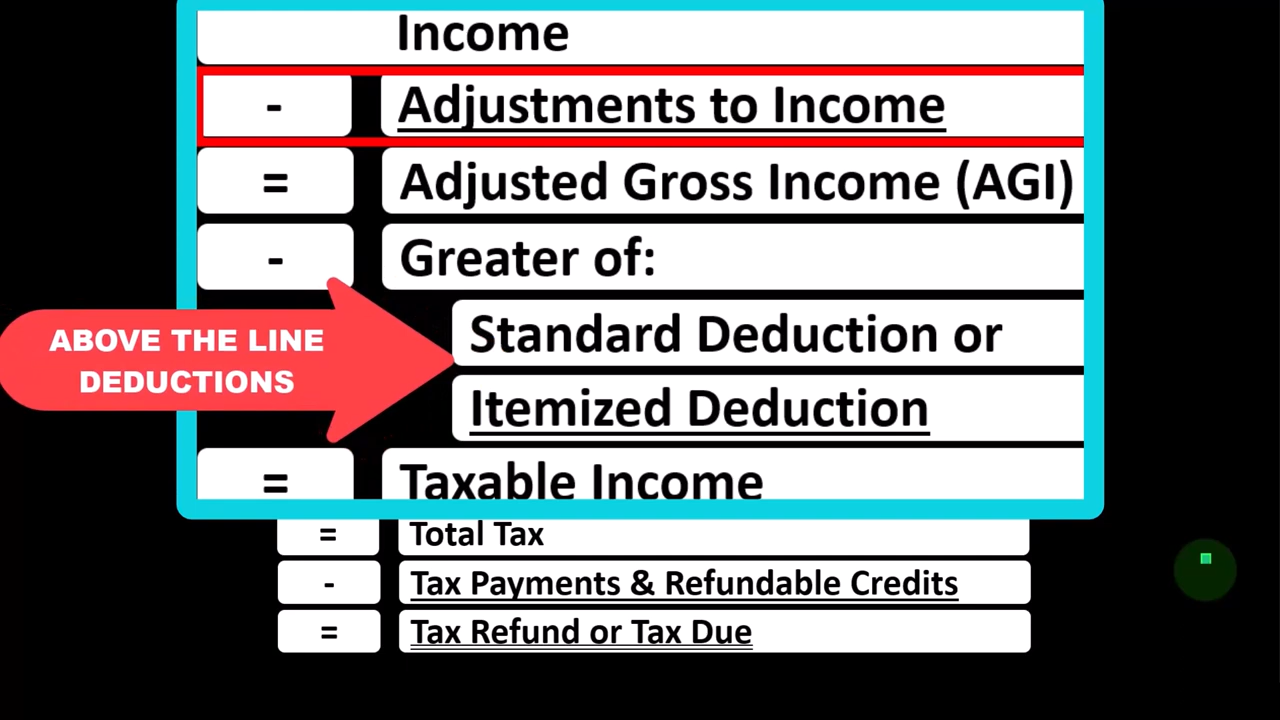 Income
- Adjustments to Income
= Adjusted Gross Income (AGI)
- Greater of:
ABOVE THE LINE
DEDUCTIONS
Standard Deduction or
Itemized Deduction
= Taxable Income
= Total Tax
- Tax Payments & Refundable Credits
= Tax Refund or Tax Due